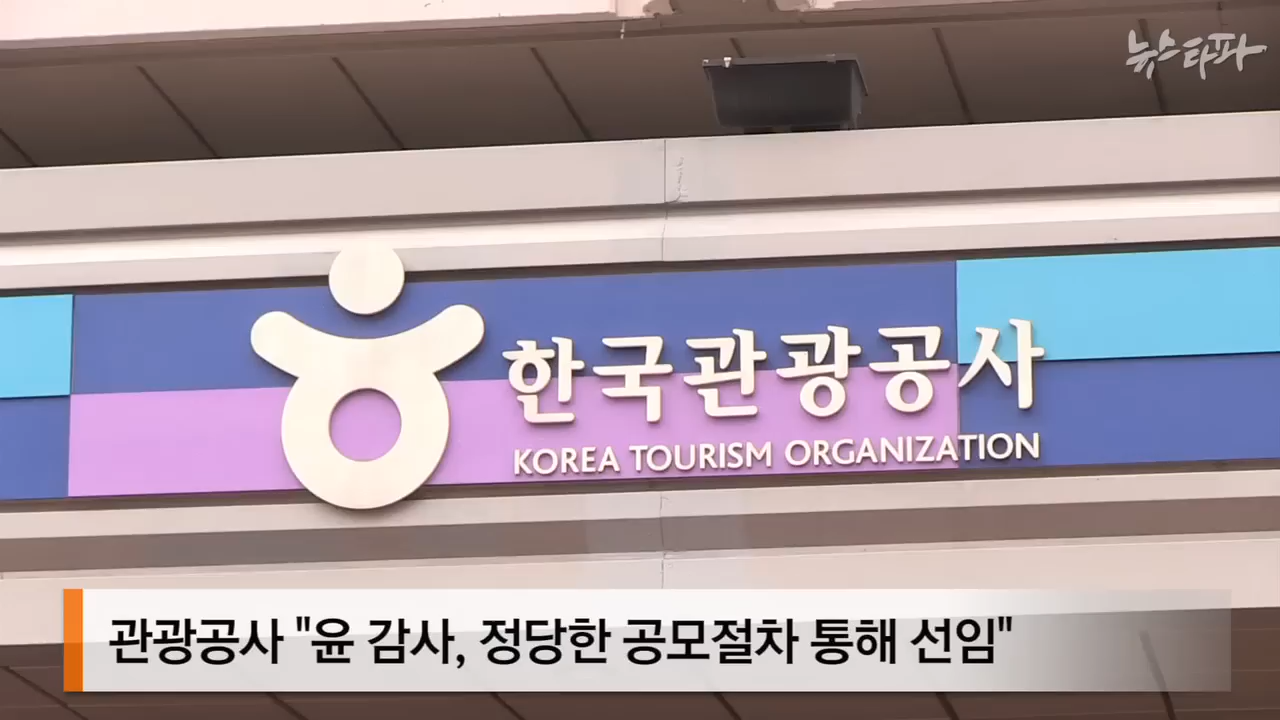 뉴스타파
한국관광공사
KOREA TOURISM ORGANIZATION
관광공사 "윤 감사, 정당한 공모절차 통해 선임"